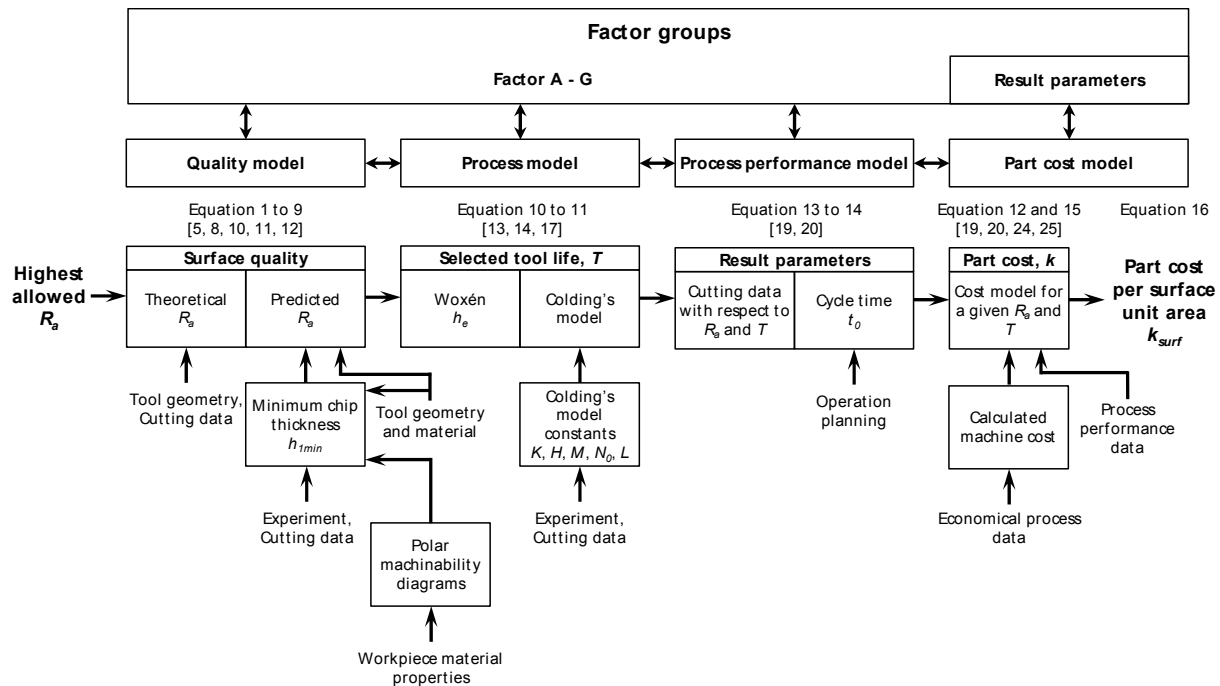 Factor groups
Factor A - G
Result parameters
Quality model
Process model
Process performance model
Part cost model
Equation 1 to 9
[5, 8, 10, 11, 12]
Equation 10 to 11
[13, 14, 17]
Equation 13 to 14
[19, 20]
Equation 12 and 15
[19, 20, 24, 25]
Equation 16
Highest
allowed
Ra
Surface quality
Theoretical
Ra
Predicted
Ra
Selected tool life, T
Woxén
he
Colding's
model
Result parameters
Cutting data
with respect to
Ra and T
Cycle time
t0
Part cost, k
Cost model for
a given Ra and
T
Part cost
per surface
unit area
ksurf
Tool geometry,
Cutting data
Minimum chip
thickness
h1min
Tool geometry
and material
Colding's
model
constants
K, H, M, N0, L
Operation
planning
Calculated
machine cost
Process
performance
data
Experiment,
Cutting data
Polar
machinability
diagrams
Experiment,
Cutting data
Economical process
data
Workpiece material
properties